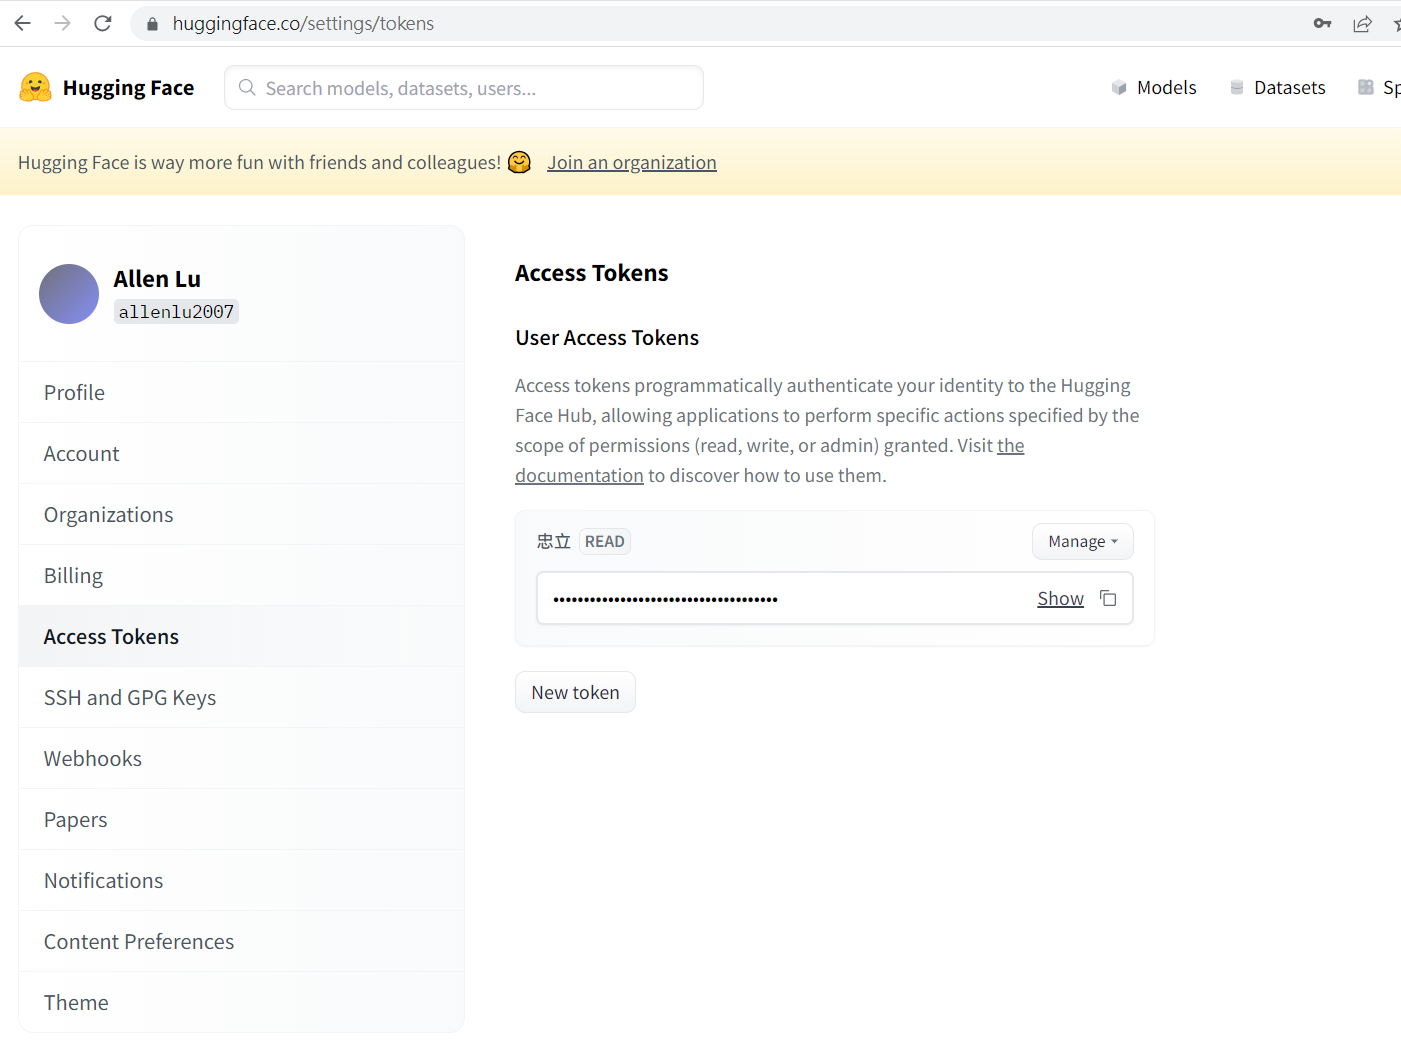 huggingface.co/settings/tokens
Hugging Face
Search models, datasets, users...
Models
Datasets
Hugging Face is way more fun with friends and colleagues! 🤗 Join an organization
Allen Lu
allenlu2007
Profile
Account
Organizations
Billing
Access Tokens
SSH and GPG Keys
Webhooks
Papers
Notifications
Content Preferences
Theme
Access Tokens
User Access Tokens
Access tokens programmatically authenticate your identity to the Hugging
Face Hub, allowing applications to perform specific actions specified by the
scope of permissions (read, write, or admin) granted. Visit the
documentation to discover how to use them.
忠立 READ
Manage
•••••••••••••••••••••••••••••••••••••
Show
New token